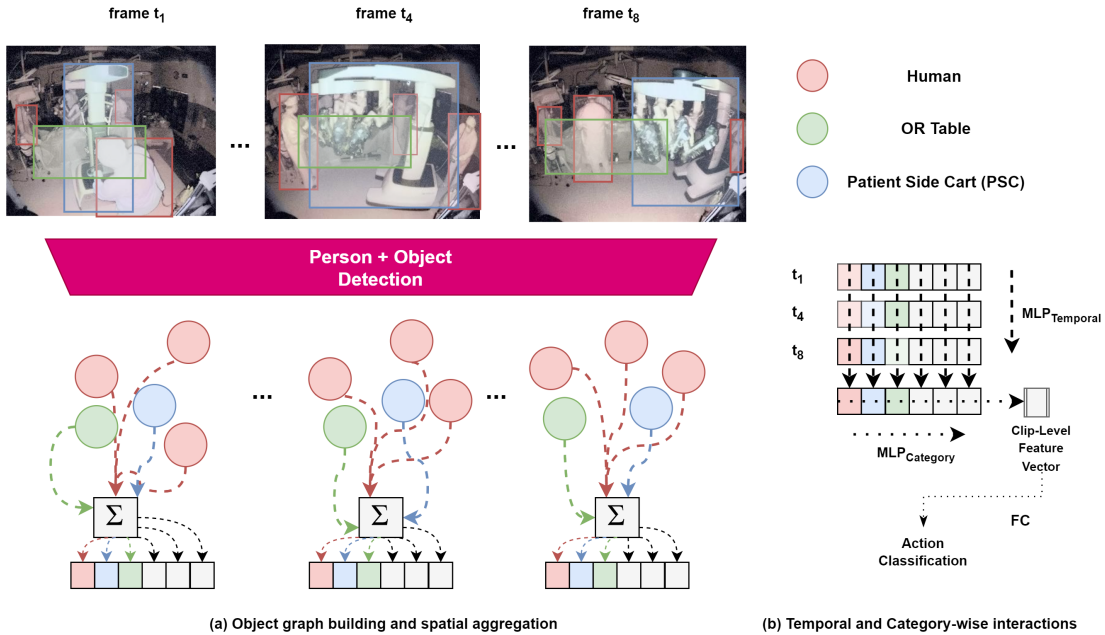 frame t1
frame t4
frame t8
...
...
Human
OR Table
Patient Side Cart (PSC)
Person + Object
Detection
...
...
Σ
Σ
Σ
t1
t4
t8
MLPTemporal
MLPCategory
Clip-Level
Feature
Vector
FC
Action
Classification
(a) Object graph building and spatial aggregation
(b) Temporal and Category-wise interactions